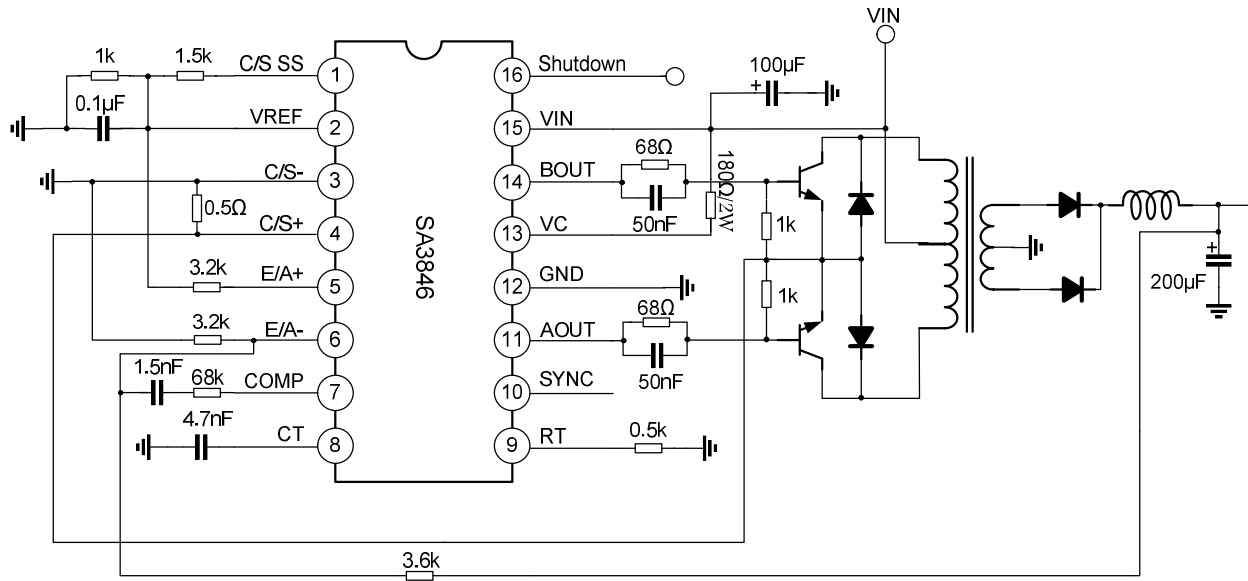 VIN
1k
1.5k
C/S SS
1
16
Shutdown
100µF
+
0.1µF
VREF
2
15
VIN
C/S-
3
14
BOUT
68Ω
50nF
180Ω/2W
0.5Ω
C/S+
4
13
VC
1k
SA3846
3.2k
E/A+
5
12
GND
1k
+
200µF
3.2k
E/A-
6
11
AOUT
68Ω
50nF
1.5nF
68k
COMP
7
10
SYNC
4.7nF
CT
8
9
RT
0.5k
3.6k